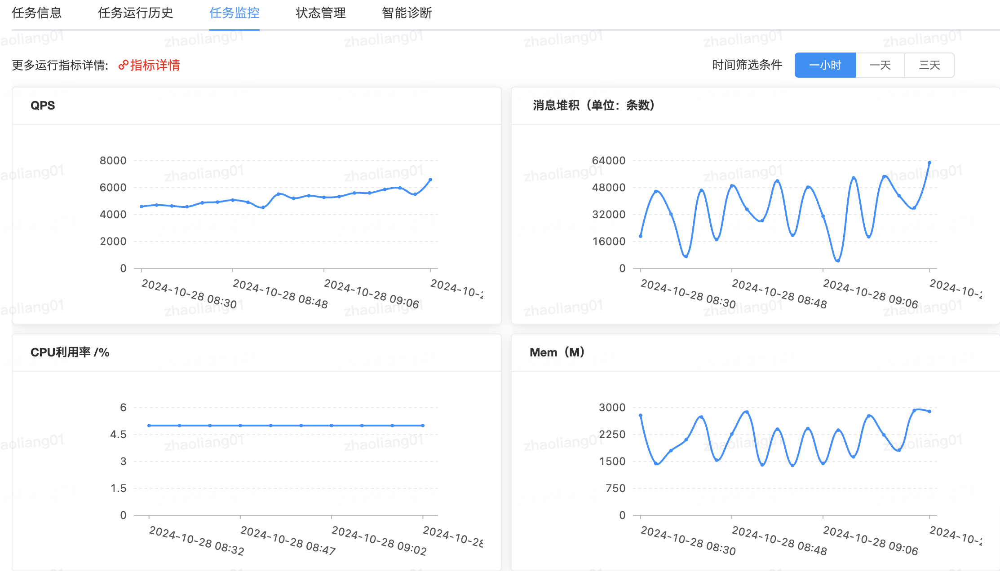 任务信息 任务运行历史 任务监控 状态管理 智能诊断
zhaoliang01 zhaoliang01 zhaoliang01 zhaoliang01 zhaoliang01
更多运行指标详情: 指标详情 时间筛选条件 一小时 一天 三天
QPS
8000
6000
4000
2000
0
2024-10-28 08:30 2024-10-28 08:48 2024-10-28 09:06 2024-10-2
消息堆积（单位：条数）
64000
48000
32000
16000
0
2024-10-28 08:30 2024-10-28 08:48 2024-10-28 09:06 2024-10-2
CPU利用率 /%
6
4.5
3
1.5
0
2024-10-28 08:32 2024-10-28 08:47 2024-10-28 09:02 2024-10-28
Mem（M）
3000
2250
1500
750
0
2024-10-28 08:30 2024-10-28 08:48 2024-10-28 09:06 2024-10-2